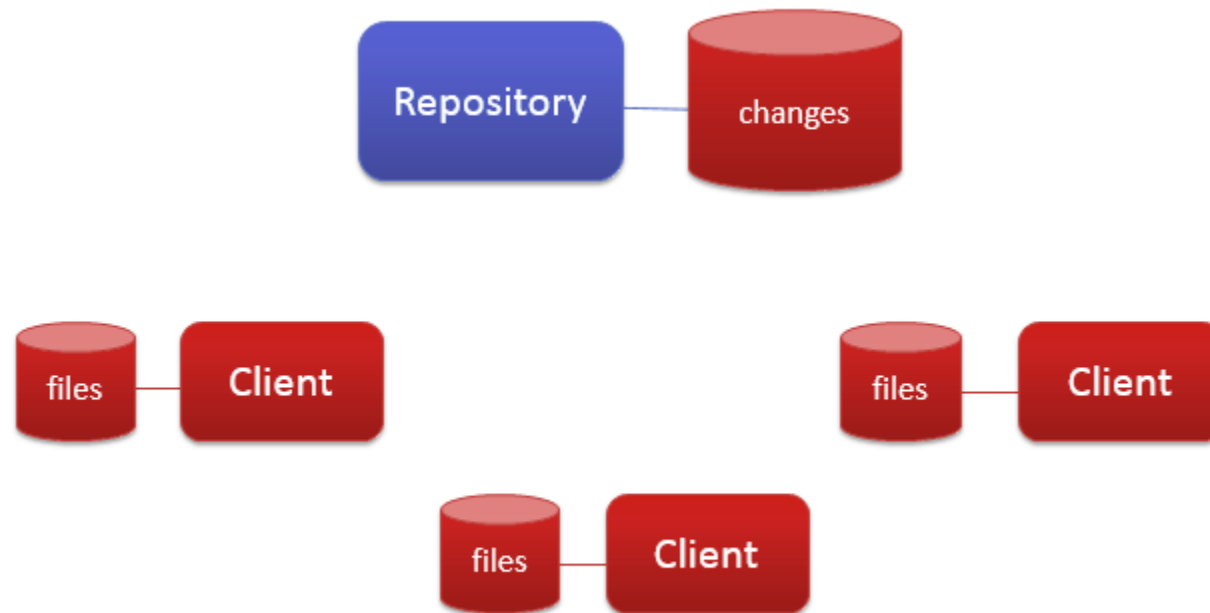 Repository
changes
files
Client
files
Client
files
Client